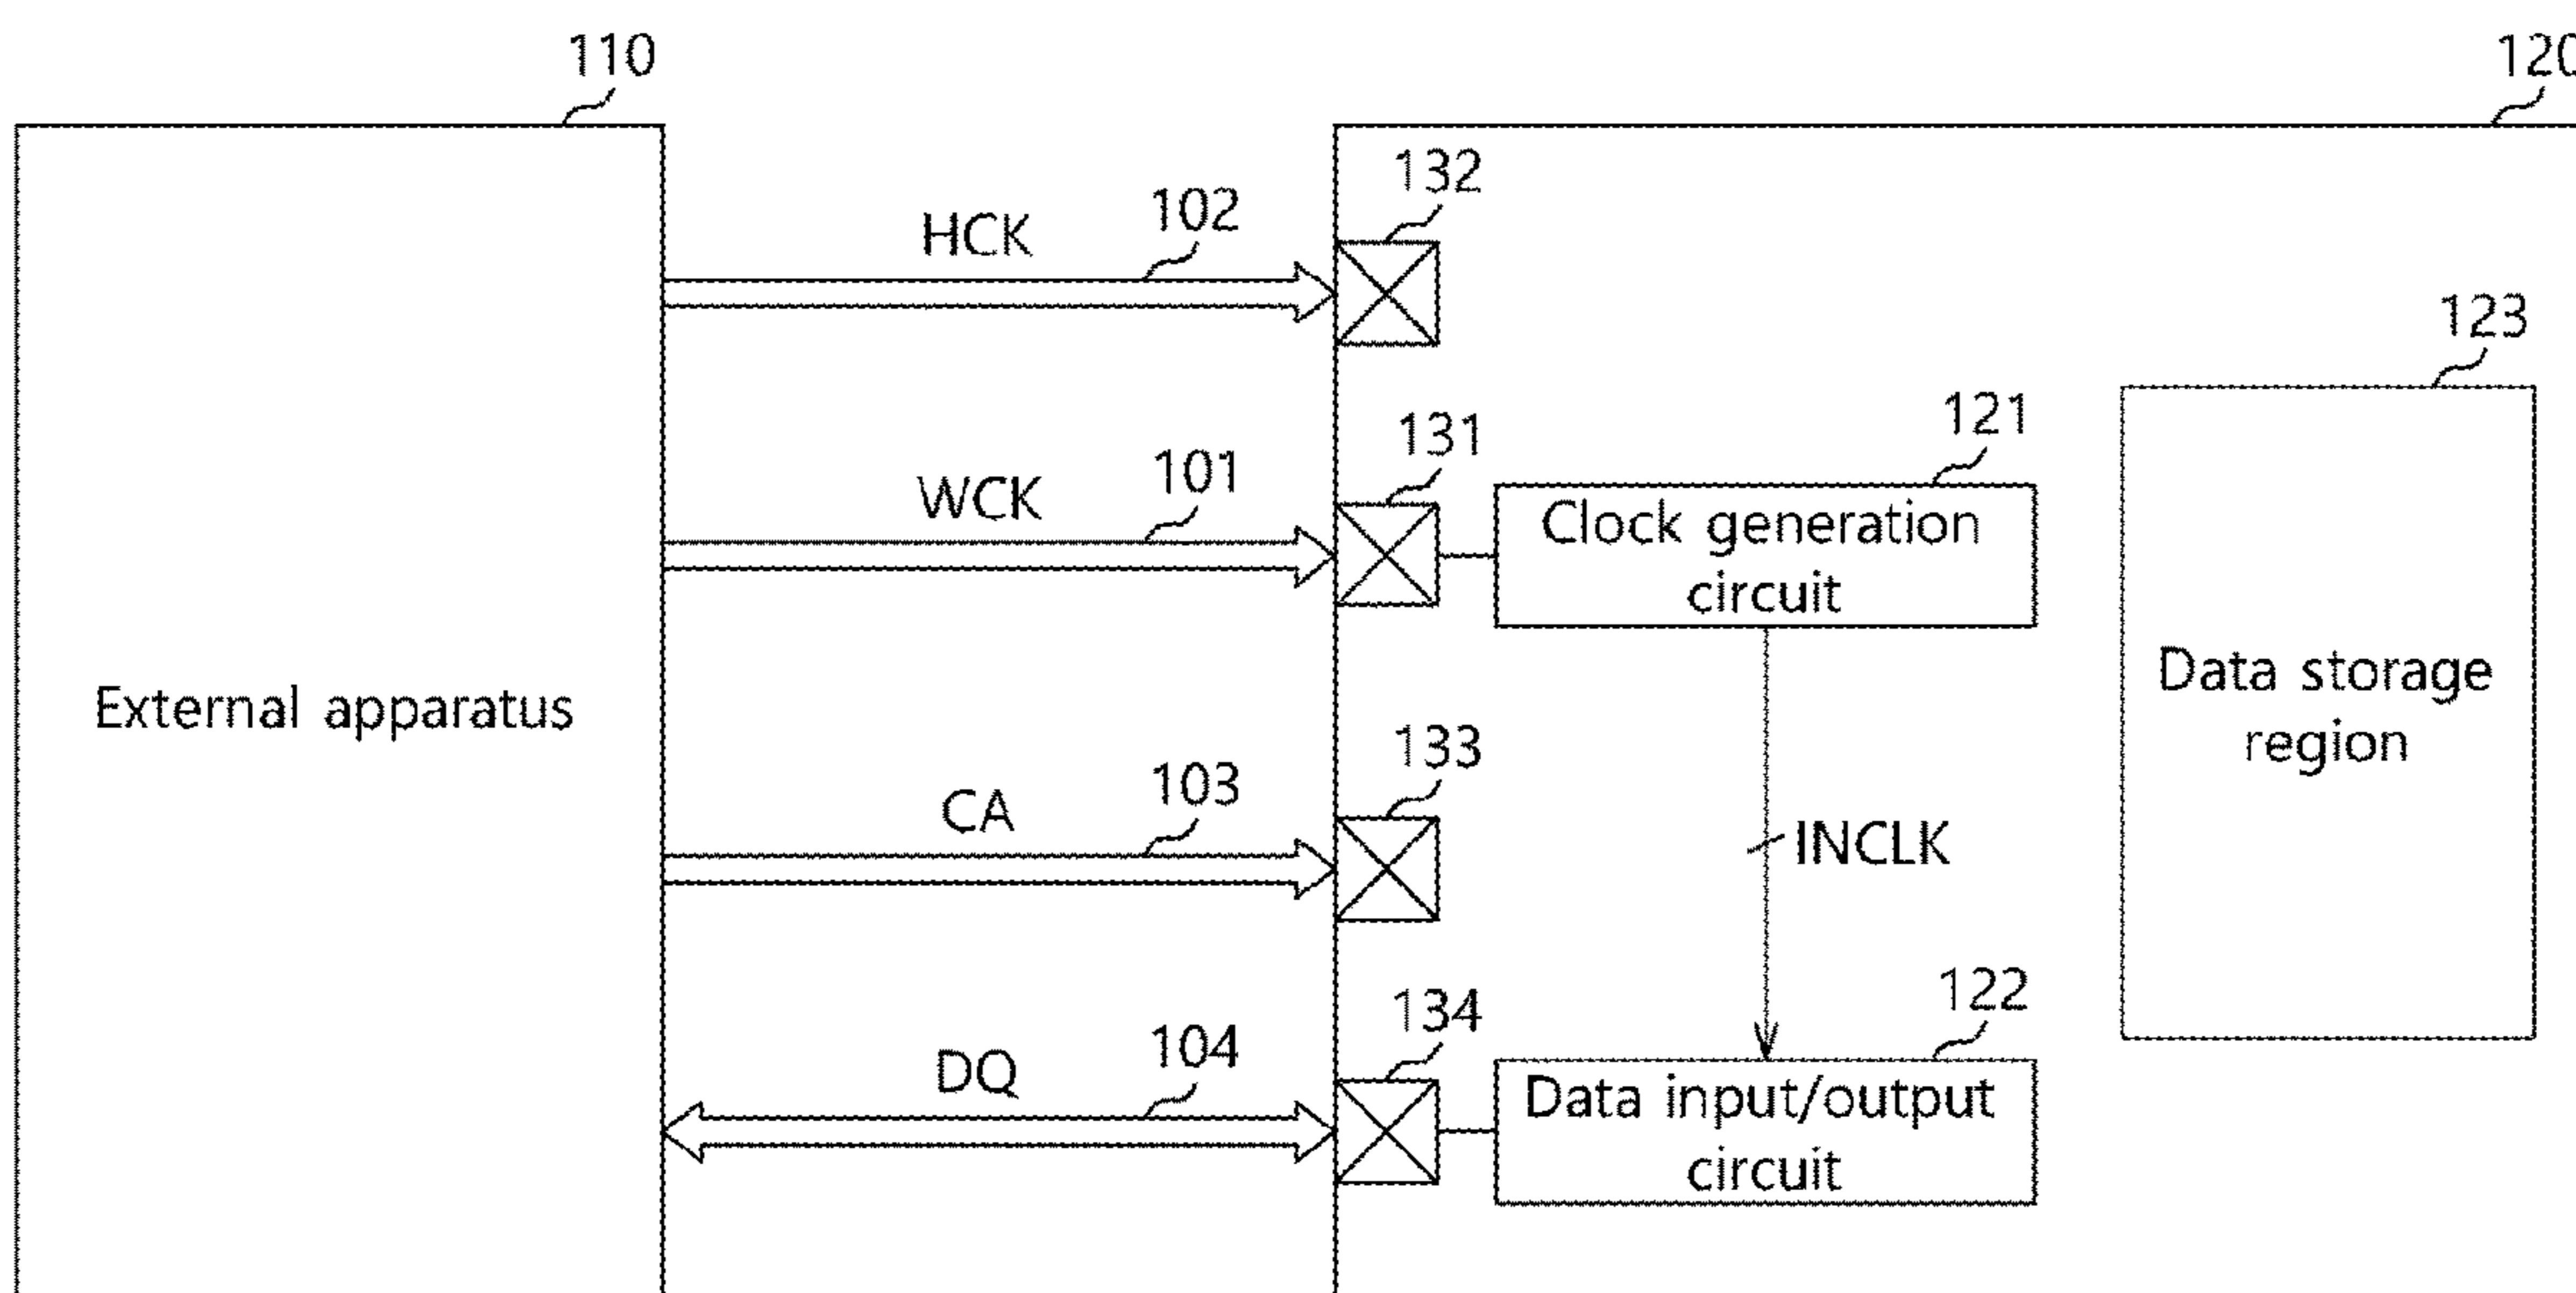 110
120
132
HCK
102
123
131
121
WCK
101
Clock generation
circuit
External apparatus
Data storage
region
133
CA
103
INCLK
134
122
DQ
104
Data input/output
circuit